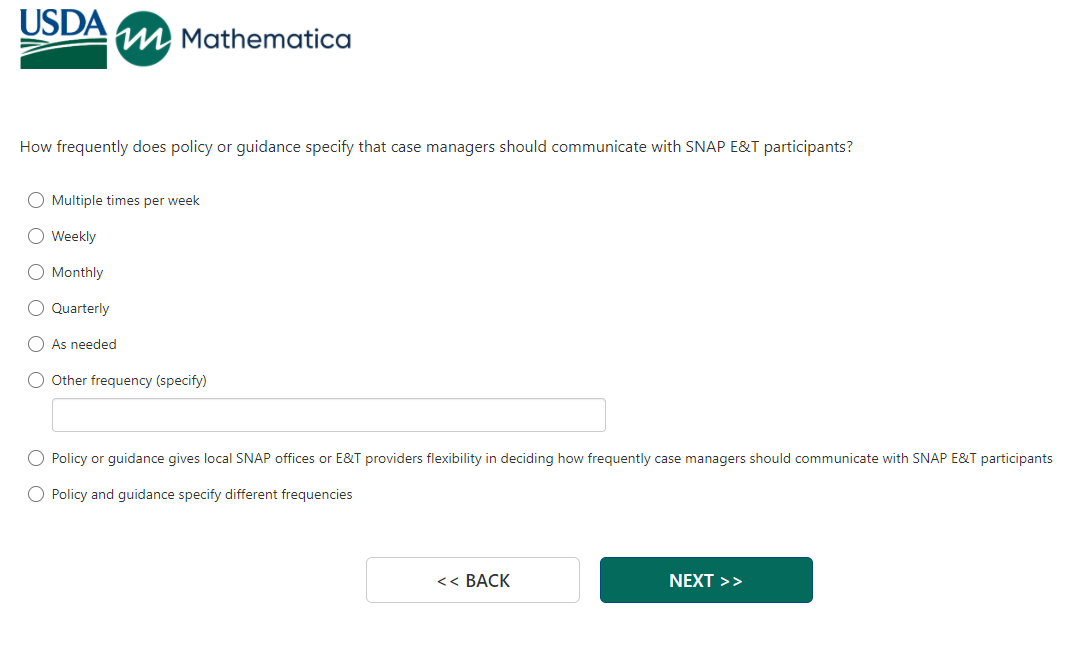 USDA
m Mathematica
How frequently does policy or guidance specify that case managers should communicate with SNAP E&T participants?
Multiple times per week
Weekly
Monthly
Quarterly
As needed
Other frequency (specify)
Policy or guidance gives local SNAP offices or E&T providers flexibility in deciding how frequently case managers should communicate with SNAP E&T participants
Policy and guidance specify different frequencies
<< BACK
NEXT >>